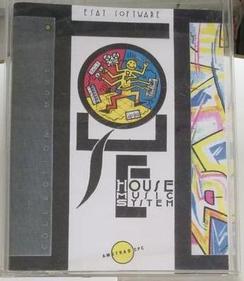 ESAT SOFTWARE
HOUSE
MUSIC
SYSTEM
AMSTRAD CPC